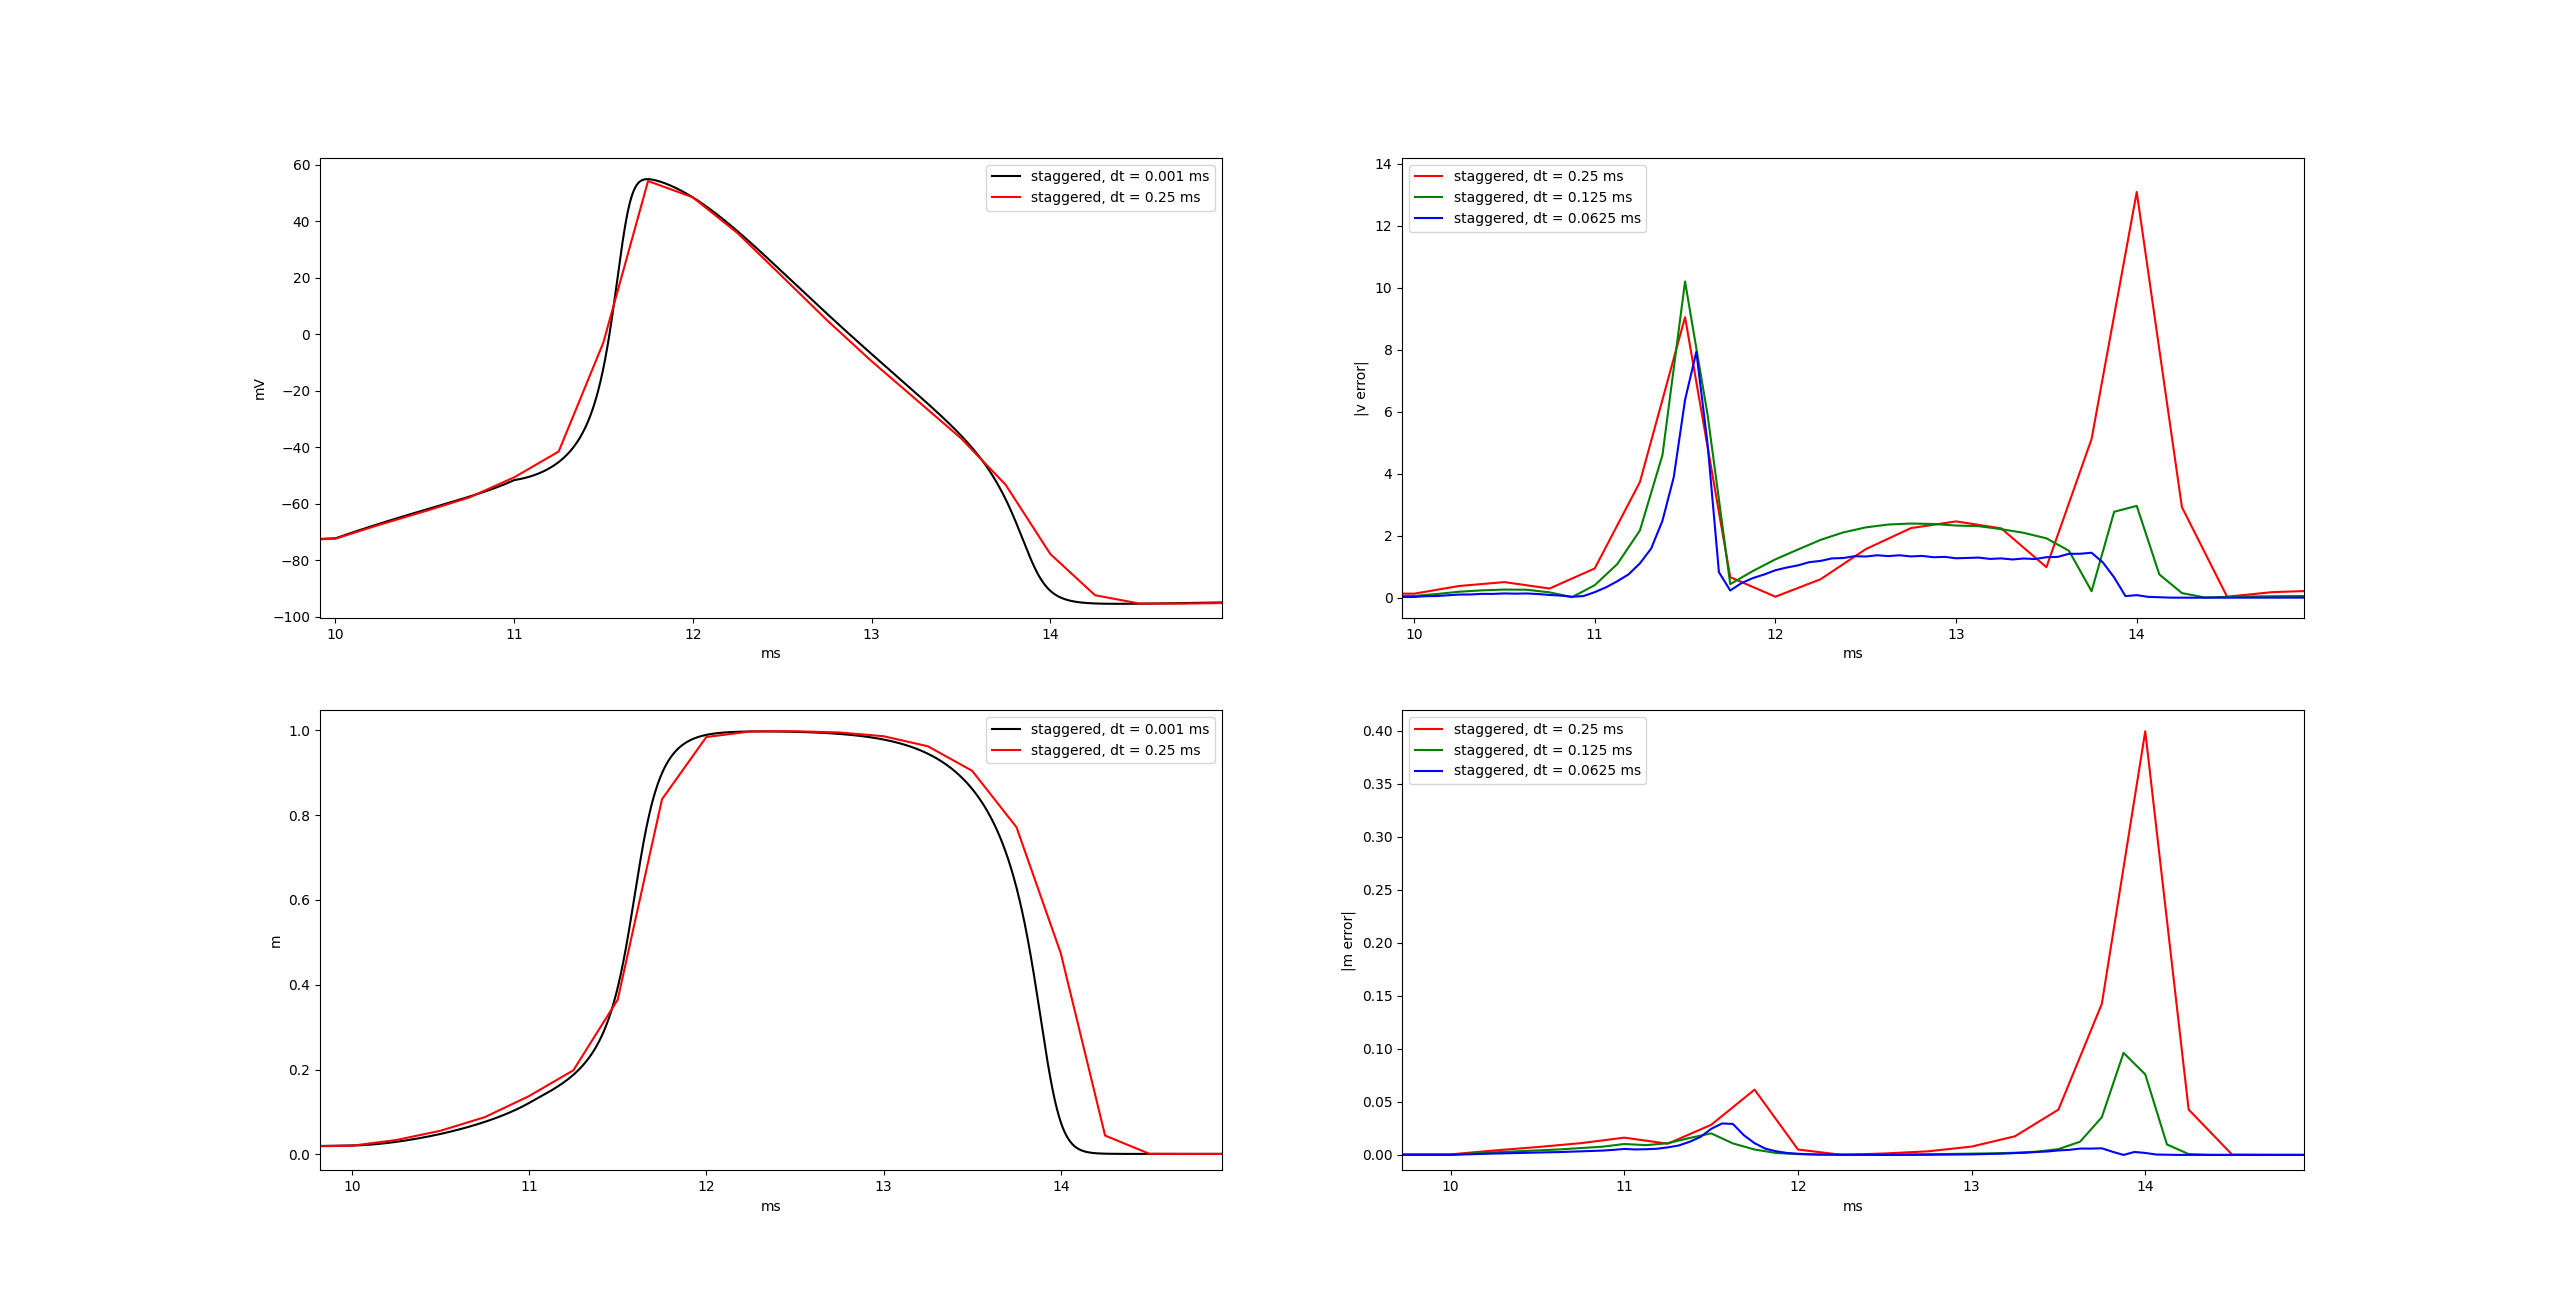 staggered, dt = 0.001 ms
staggered, dt = 0.25 ms
60
40
20
0
−20
−40
−60
−80
−100
mV
10 11 12 13 14
ms
staggered, dt = 0.25 ms
staggered, dt = 0.125 ms
staggered, dt = 0.0625 ms
14
12
10
8
6
4
2
0
|v error|
10 11 12 13 14
ms
staggered, dt = 0.001 ms
staggered, dt = 0.25 ms
1.0
0.8
0.6
0.4
0.2
0.0
m
10 11 12 13 14
ms
staggered, dt = 0.25 ms
staggered, dt = 0.125 ms
staggered, dt = 0.0625 ms
0.40
0.35
0.30
0.25
0.20
0.15
0.10
0.05
0.00
|m error|
10 11 12 13 14
ms